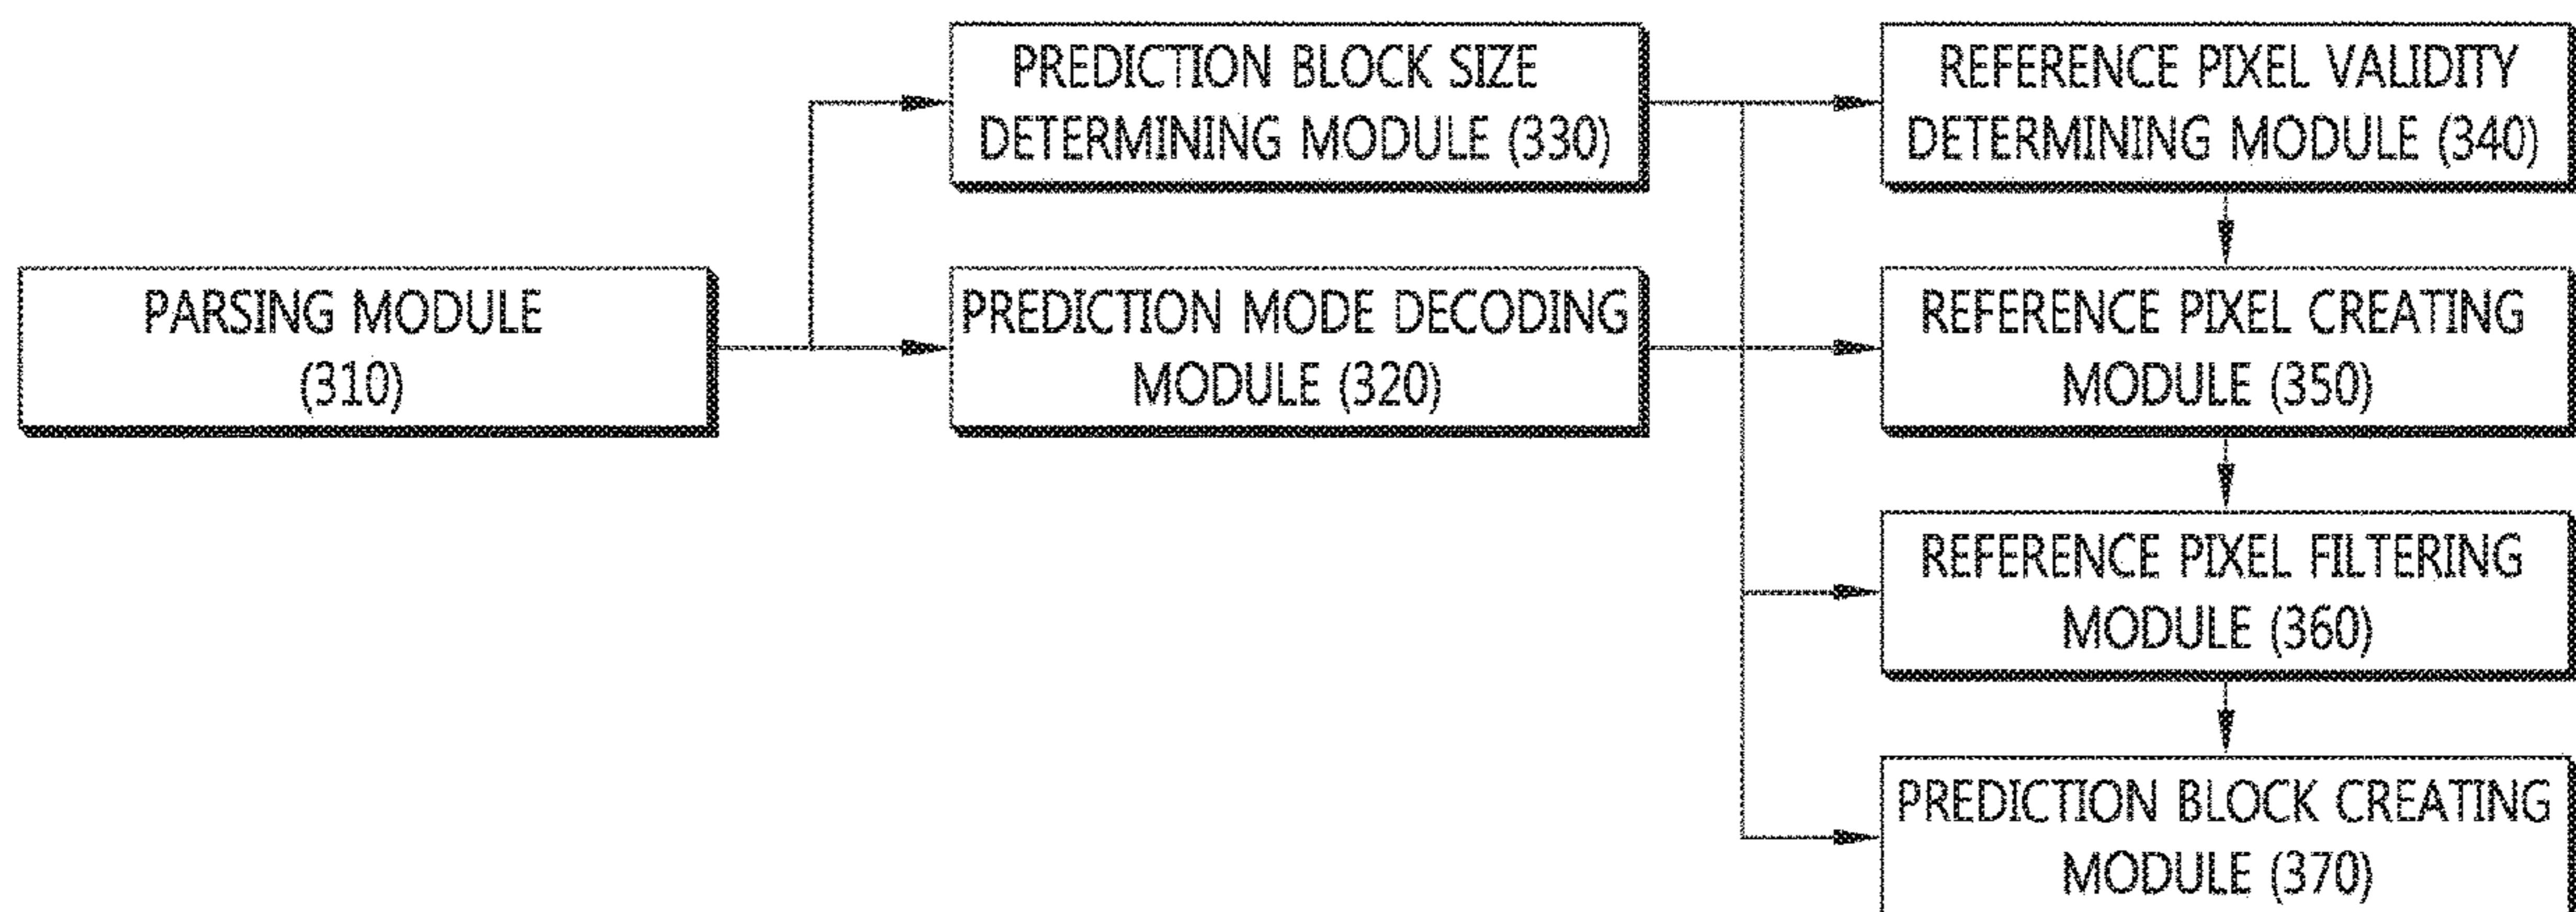 PARSING MODULE
(310)
PREDICTION BLOCK SIZE
DETERMINING MODULE (330)
PREDICTION MODE DECODING
MODULE (320)
REFERENCE PIXEL VALIDITY
DETERMINING MODULE (340)
REFERENCE PIXEL CREATING
MODULE (350)
REFERENCE PIXEL FILTERING
MODULE (360)
PREDICTION BLOCK CREATING
MODULE (370)